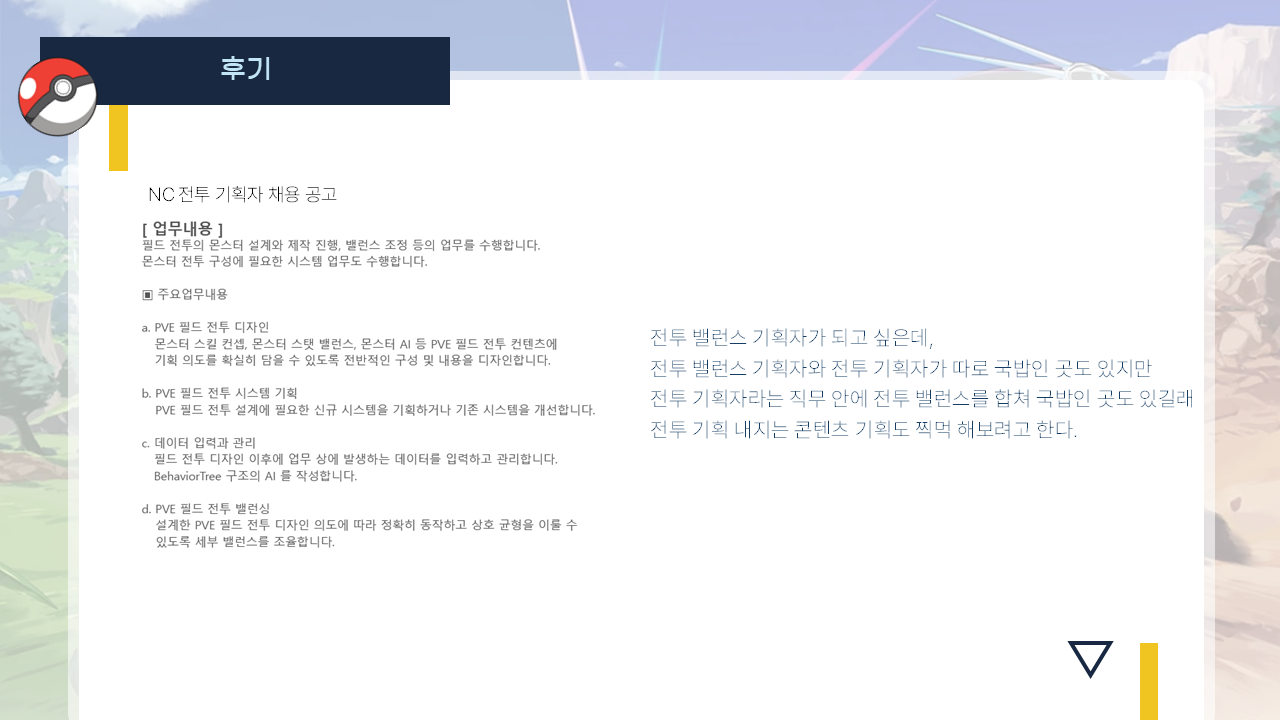 후기
NC 전투 기획자 채용 공고
[ 업무내용 ]
필드 전투의 몬스터 설계와 제작 진행, 밸런스 조정 등의 업무를 수행합니다.
몬스터 전투 구성에 필요한 시스템 업무도 수행합니다.
▣ 주요업무내용
a. PVE 필드 전투 디자인
몬스터 스킬 컨셉, 몬스터 스탯 밸런스, 몬스터 AI 등 PVE 필드 전투 컨텐츠에
기획 의도를 확실히 담을 수 있도록 전반적인 구성 및 내용을 디자인합니다.
b. PVE 필드 전투 시스템 기획
PVE 필드 전투 설계에 필요한 신규 시스템을 기획하거나 기존 시스템을 개선합니다.
c. 데이터 입력과 관리
필드 전투 디자인 이후에 업무 상에 발생하는 데이터를 입력하고 관리합니다.
BehaviorTree 구조의 AI 를 작성합니다.
d. PVE 필드 전투 밸런싱
설계한 PVE 필드 전투 디자인 의도에 따라 정확히 동작하고 상호 균형을 이룰 수
있도록 세부 밸런스를 조율합니다.
전투 밸런스 기획자가 되고 싶은데,
전투 밸런스 기획자와 전투 기획자가 따로 국밥인 곳도 있지만
전투 기획자라는 직무 안에 전투 밸런스를 합쳐 국밥인 곳도 있길래
전투 기획 내지는 콘텐츠 기획도 찍먹 해보려고 한다.